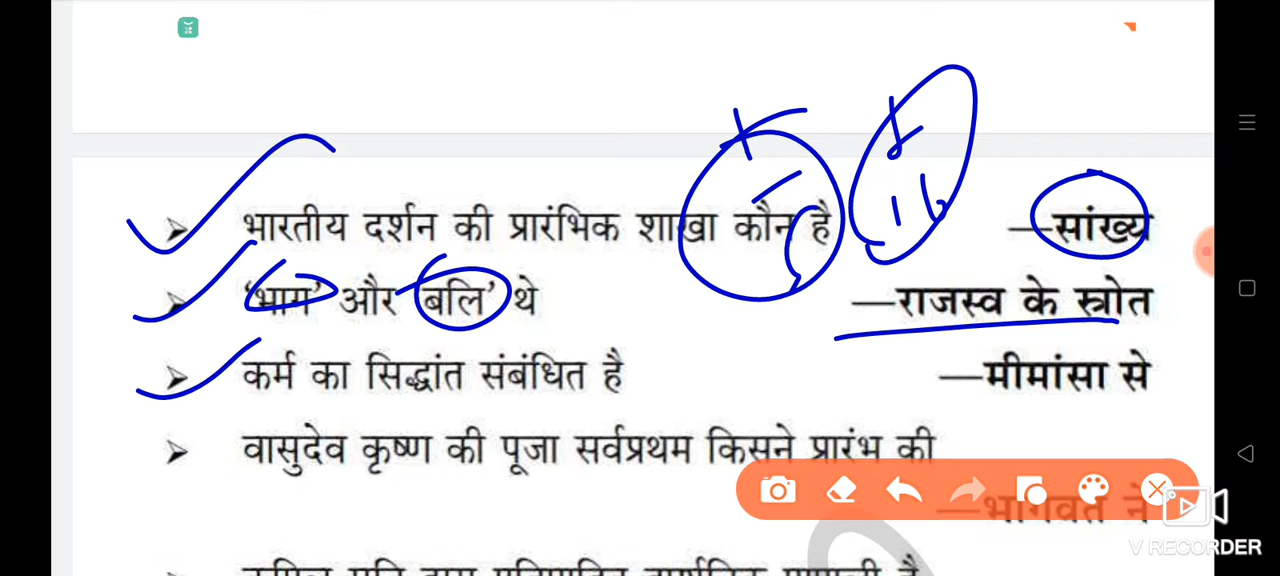 भारतीय दर्शन की प्रारंभिक शाखा कौन है —सांख्य
'भाग' और 'बलि' थे —राजस्व के स्त्रोत
कर्म का सिद्धांत संबंधित है —मीमांसा से
वासुदेव कृष्ण की पूजा सर्वप्रथम किसने प्रारंभ की
—भागवत ने
V RECORDER